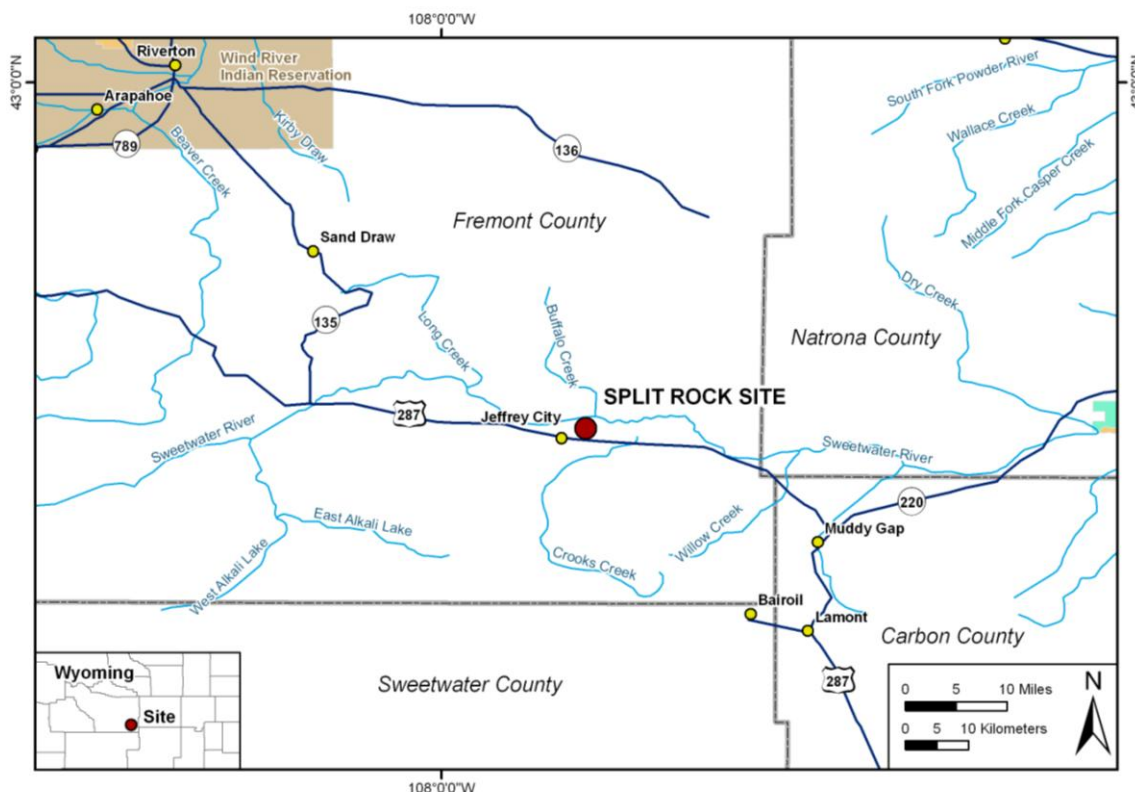 108°0'0"W
43°0'0"N
43°0'0"N
Riverton
Wind River
Indian Reservation
Arapahoe
789
Beaver Creek
Kirby Draw
136
South Fork Powder River
Wallace Creek
Middle Fork Casper Creek
Fremont County
Sand Draw
Dry Creek
135
Long Creek
Buffalo Creek
Natrona County
SPLIT ROCK SITE
287
Jeffrey City
Sweetwater River
Sweetwater River
220
East Alkali Lake
Muddy Gap
Willow Creek
Crooks Creek
West Alkali Lake
Bairoil
Lamont
Carbon County
Wyoming
Site
Sweetwater County
287
0 5 10 Miles
0 5 10 Kilometers
N
108°0'0"W